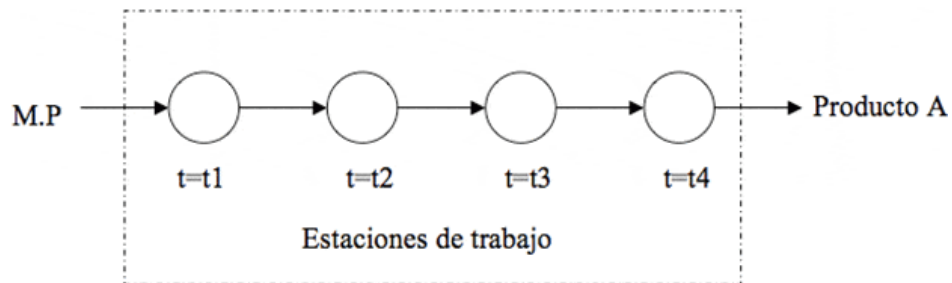 M.P
Producto A
t=t1
t=t2
t=t3
t=t4
Estaciones de trabajo